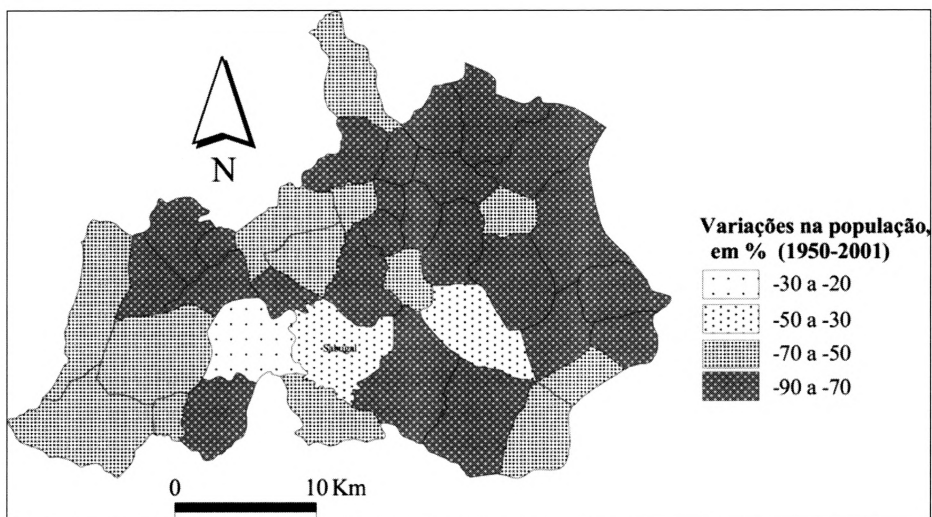 N
Sabugal
Variações na população,
em % (1950-2001)
-30 a -20
-50 a -30
-70 a -50
-90 a -70
0 10 Km